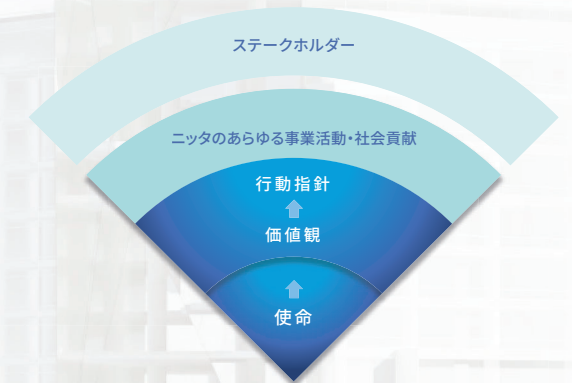 ステークホルダー
ニッタのあらゆる事業活動・社会貢献
行動指針
価値観
使命